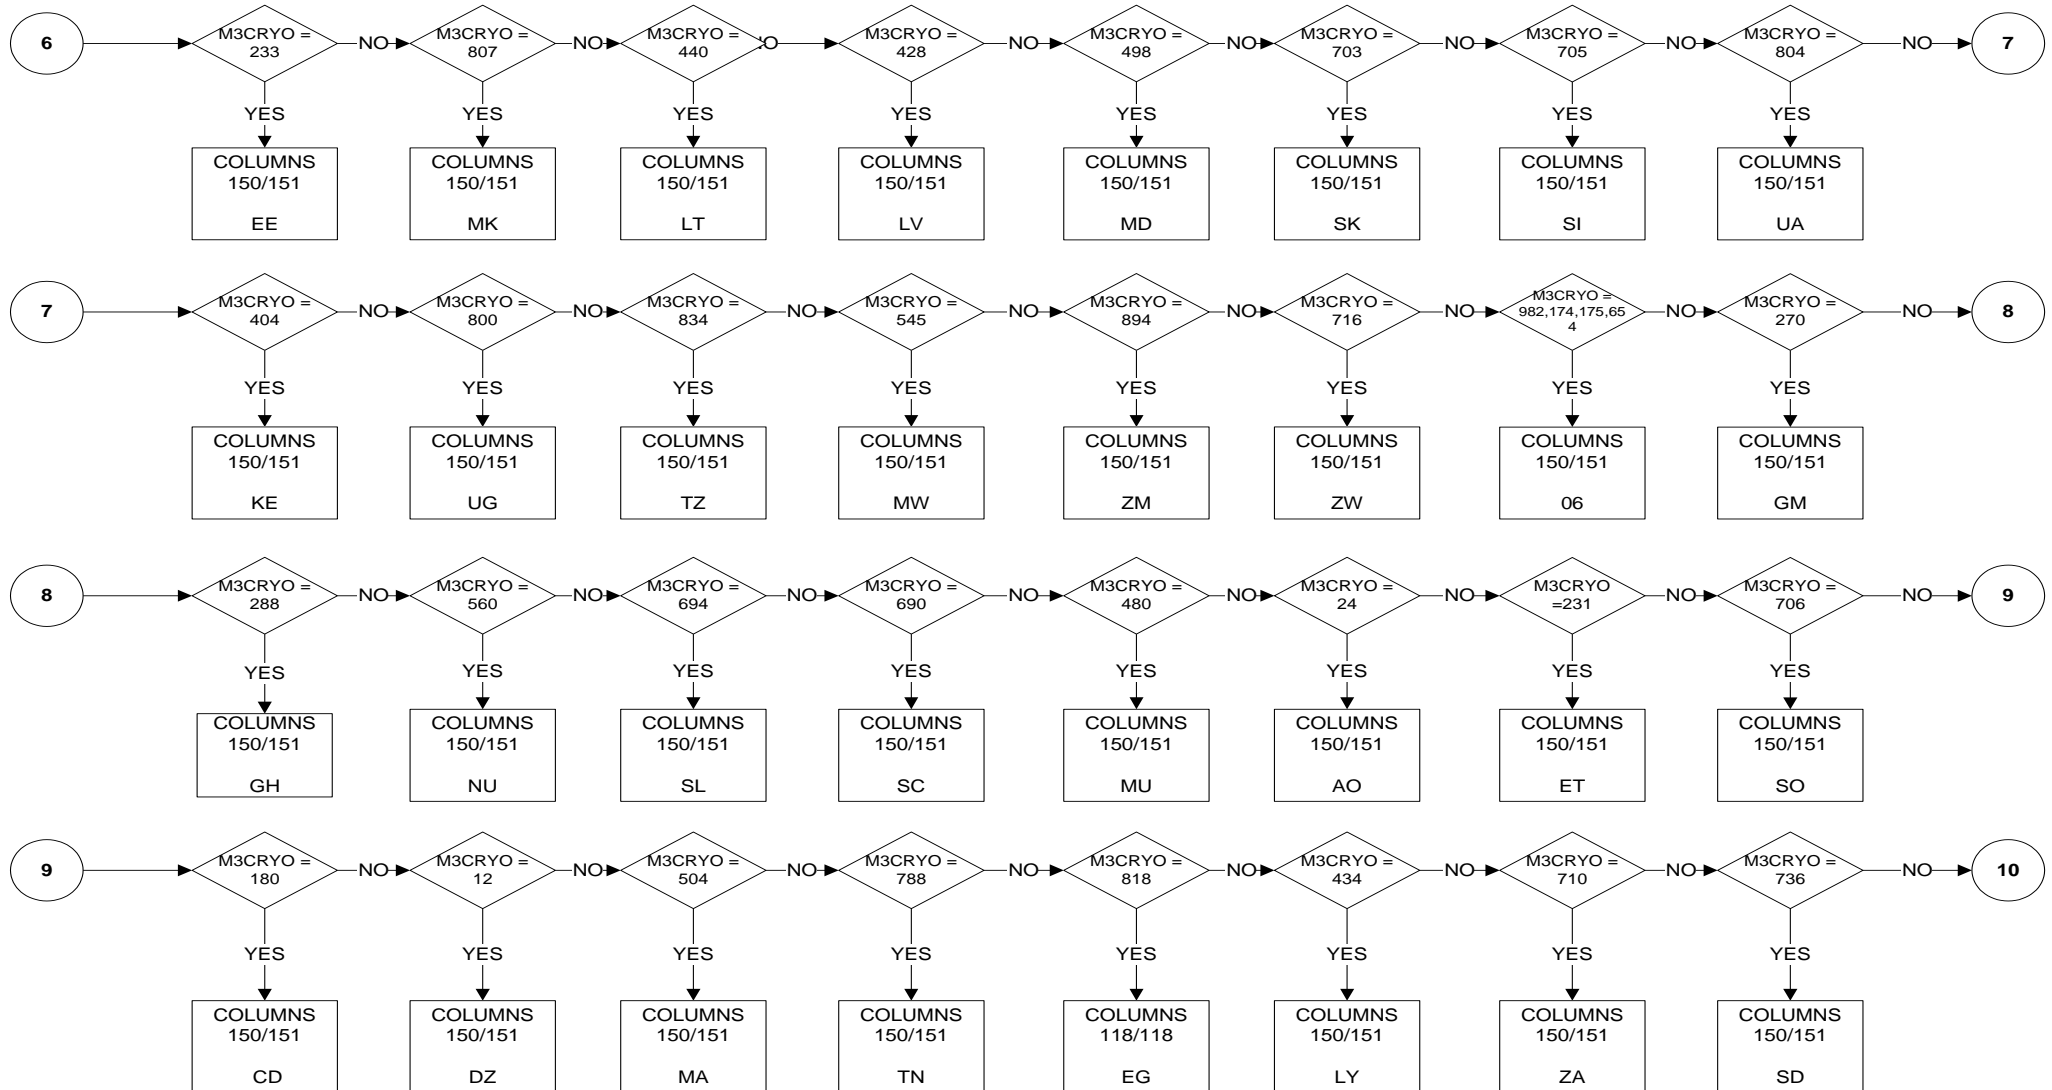 6
M3CRYO =
233
NO
M3CRYO =
807
NO
M3CRYO =
440
M3CRYO =
428
NO
M3CRYO =
498
NO
M3CRYO =
703
NO
M3CRYO =
705
NO
M3CRYO =
804
NO
7
YES
YES
YES
YES
YES
YES
YES
YES
COLUMNS
150/151
EE
COLUMNS
150/151
MK
COLUMNS
150/151
LT
COLUMNS
150/151
LV
COLUMNS
150/151
MD
COLUMNS
150/151
SK
COLUMNS
150/151
SI
COLUMNS
150/151
UA
7
M3CRYO =
404
NO
M3CRYO =
800
NO
M3CRYO =
834
NO
M3CRYO =
545
NO
M3CRYO =
894
NO
M3CRYO =
716
NO
M3CRYO =
982,174,175,65
4
NO
M3CRYO =
270
NO
8
YES
YES
YES
YES
YES
YES
YES
YES
COLUMNS
150/151
KE
COLUMNS
150/151
UG
COLUMNS
150/151
TZ
COLUMNS
150/151
MW
COLUMNS
150/151
ZM
COLUMNS
150/151
ZW
COLUMNS
150/151
06
COLUMNS
150/151
GM
8
M3CRYO =
288
NO
M3CRYO =
560
NO
M3CRYO =
694
NO
M3CRYO =
690
NO
M3CRYO =
480
NO
M3CRYO =
24
NO
M3CRYO
=231
NO
M3CRYO =
706
NO
9
YES
YES
YES
YES
YES
YES
YES
YES
COLUMNS
150/151
GH
COLUMNS
150/151
NU
COLUMNS
150/151
SL
COLUMNS
150/151
SC
COLUMNS
150/151
MU
COLUMNS
150/151
AO
COLUMNS
150/151
ET
COLUMNS
150/151
SO
9
M3CRYO =
180
NO
M3CRYO =
12
NO
M3CRYO =
504
NO
M3CRYO =
788
NO
M3CRYO =
818
NO
M3CRYO =
434
NO
M3CRYO =
710
NO
M3CRYO =
736
NO
10
YES
YES
YES
YES
YES
YES
YES
YES
COLUMNS
150/151
CD
COLUMNS
150/151
DZ
COLUMNS
150/151
MA
COLUMNS
150/151
TN
COLUMNS
118/118
EG
COLUMNS
150/151
LY
COLUMNS
150/151
ZA
COLUMNS
150/151
SD